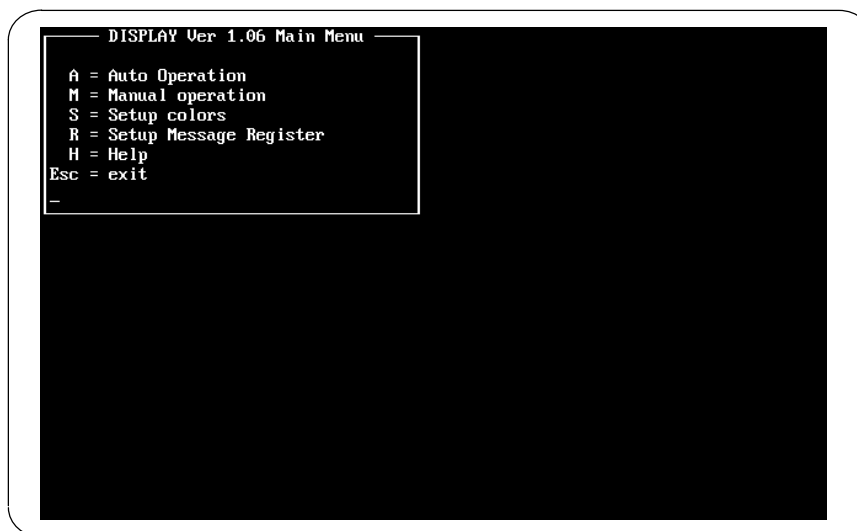 DISPLAY Ver 1.06 Main Menu
A = Auto Operation
M = Manual operation
S = Setup colors
R = Setup Message Register
H = Help
Esc = exit
_